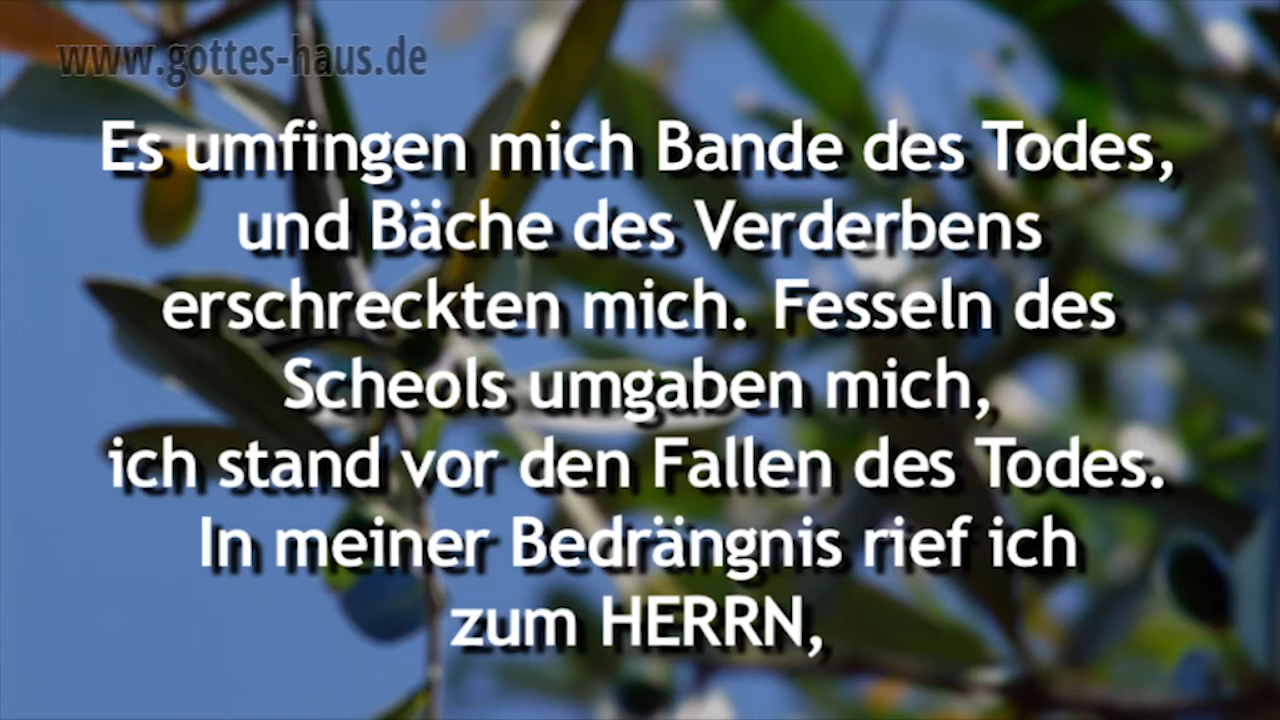 www.gottes-haus.de
Es umfingen mich Bande des Todes,
und Bäche des Verderbens
erschreckten mich. Fesseln des
Scheols umgaben mich,
ich stand vor den Fallen des Todes.
In meiner Bedrängnis rief ich
zum HERRN,